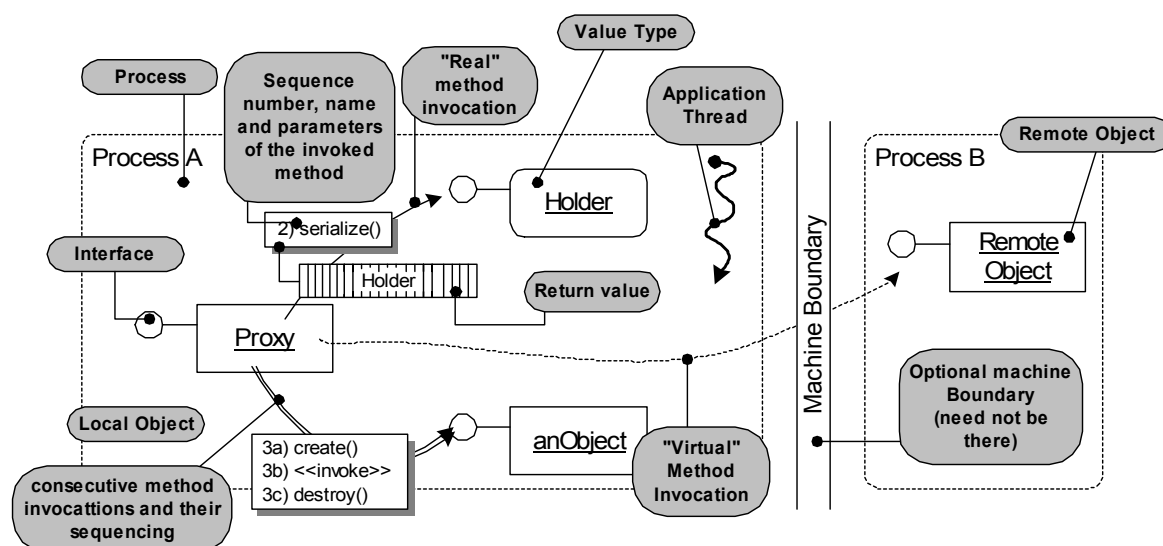 Value Type
"Real"
method
invocation
Process
Sequence
number, name
and parameters
of the invoked
method
Application
Thread
Remote Object
Process A
Process B
Holder
2) serialize()
Remote
Object
Interface
Holder
Return value
Proxy
Machine Boundary
Optional machine
Boundary
(need not be
there)
Local Object
anObject
3a) create()
3b) <<invoke>>
3c) destroy()
"Virtual"
Method
Invocation
consecutive method
invocattions and their
sequencing